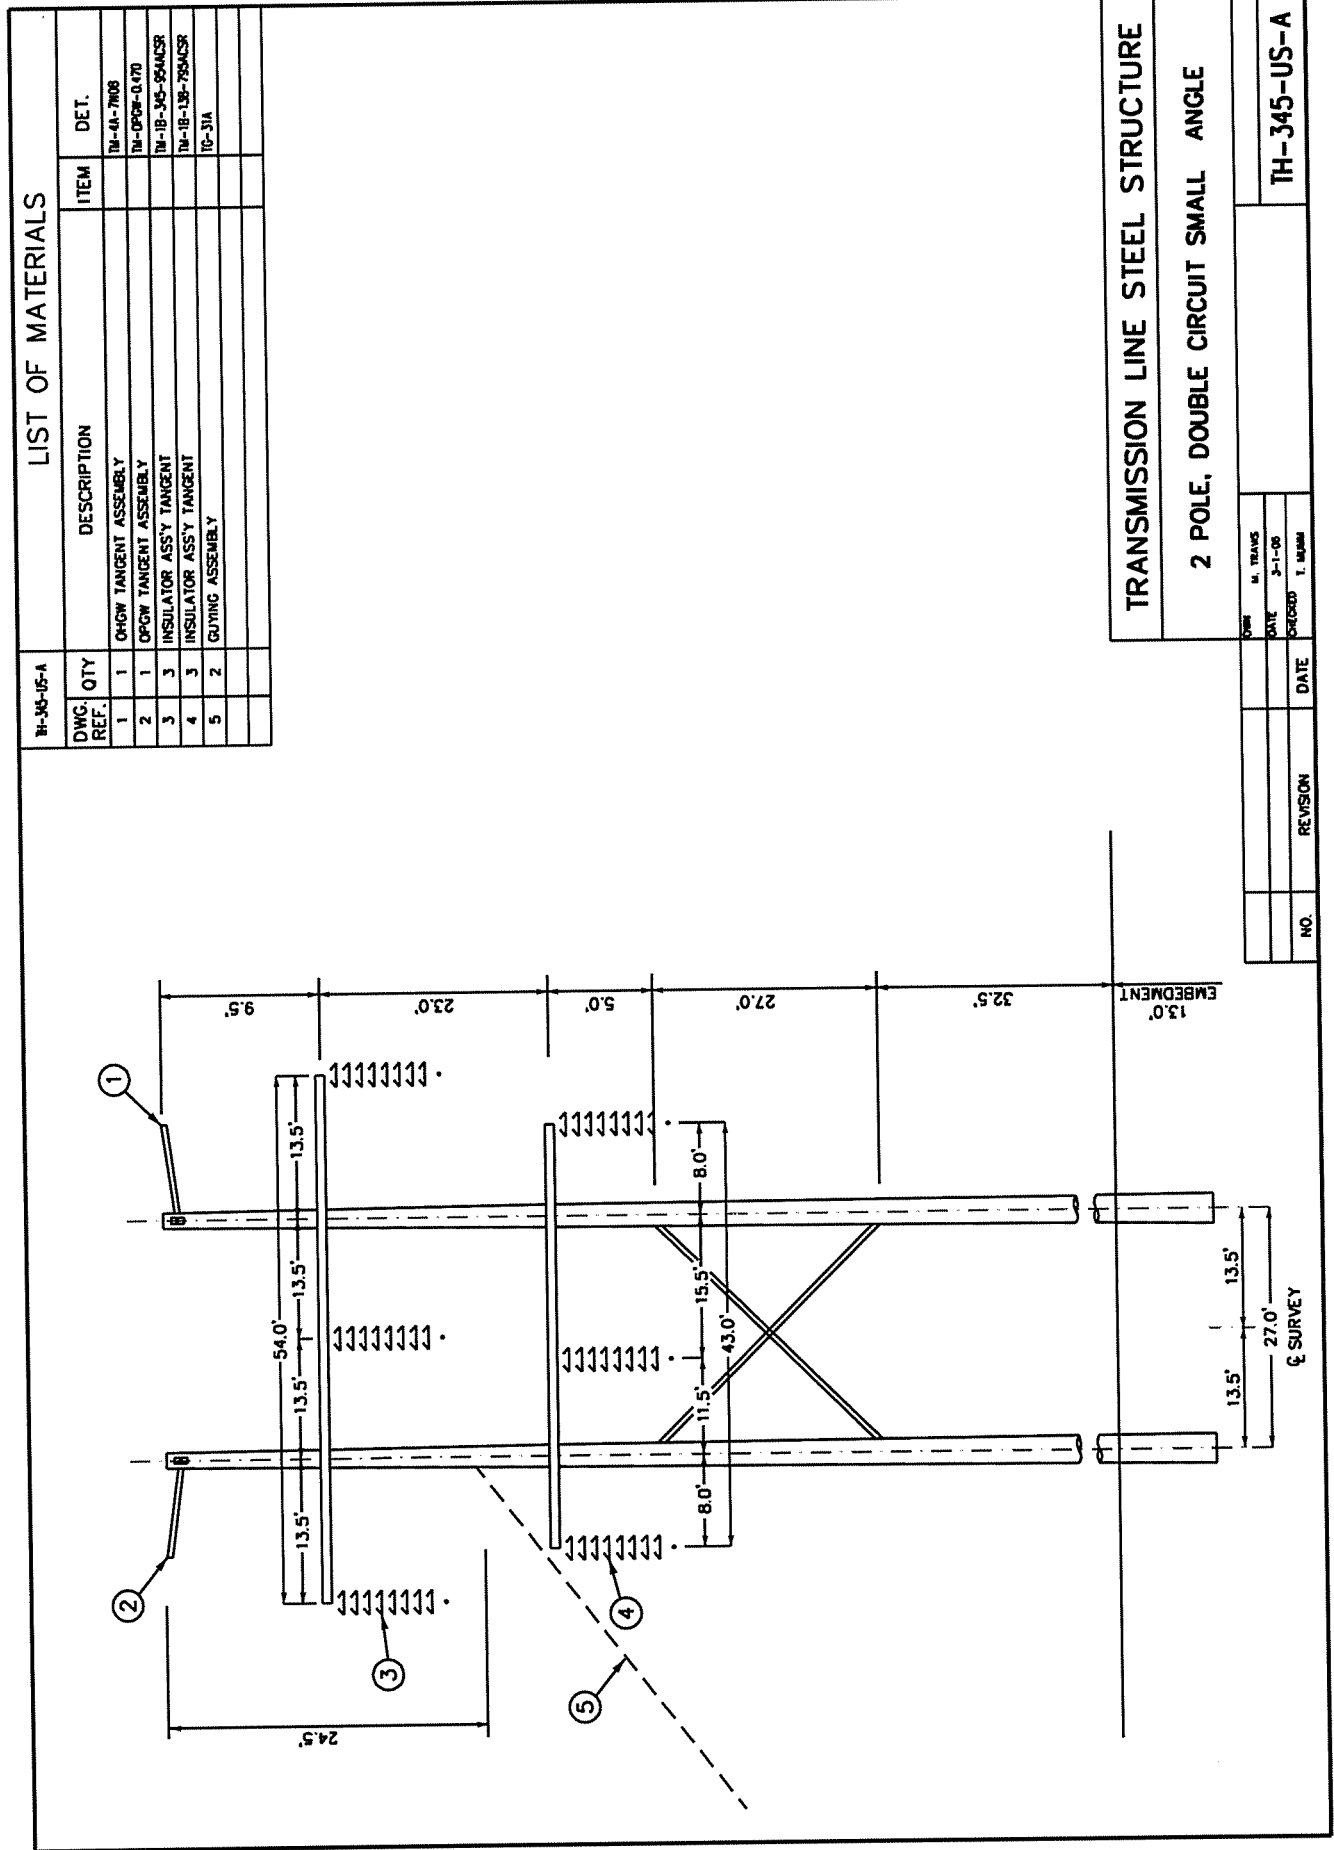 LIST OF MATERIALS
TH-345-US-A
DWG. REF. QTY DESCRIPTION ITEM DET.
1 1 OHGW TANGENT ASSEMBLY TM-4A-7NO8
2 1 OPGW TANGENT ASSEMBLY TM-OPGW-0.470
3 3 INSULATOR ASS'Y TANGENT TM-1B-345-954ACSR
4 3 INSULATOR ASS'Y TANGENT TM-1B-138-795ACSR
5 2 GUYING ASSEMBLY TG-31A
1
2
3
4
5
9.5'
23.0'
5.0'
27.0'
32.5'
13.0'
EMBEDMENT
24.5'
54.0'
13.5' 13.5' 13.5' 13.5'
8.0' 11.5' 15.5' 8.0'
43.0'
13.5' 13.5'
27.0'
℄ SURVEY
TRANSMISSION LINE STEEL STRUCTURE
2 POLE, DOUBLE CIRCUIT SMALL ANGLE
TH-345-US-A
DWN M. TRAVIS
DATE 3-1-06
CHECKED T. MUMM
NO. REVISION DATE